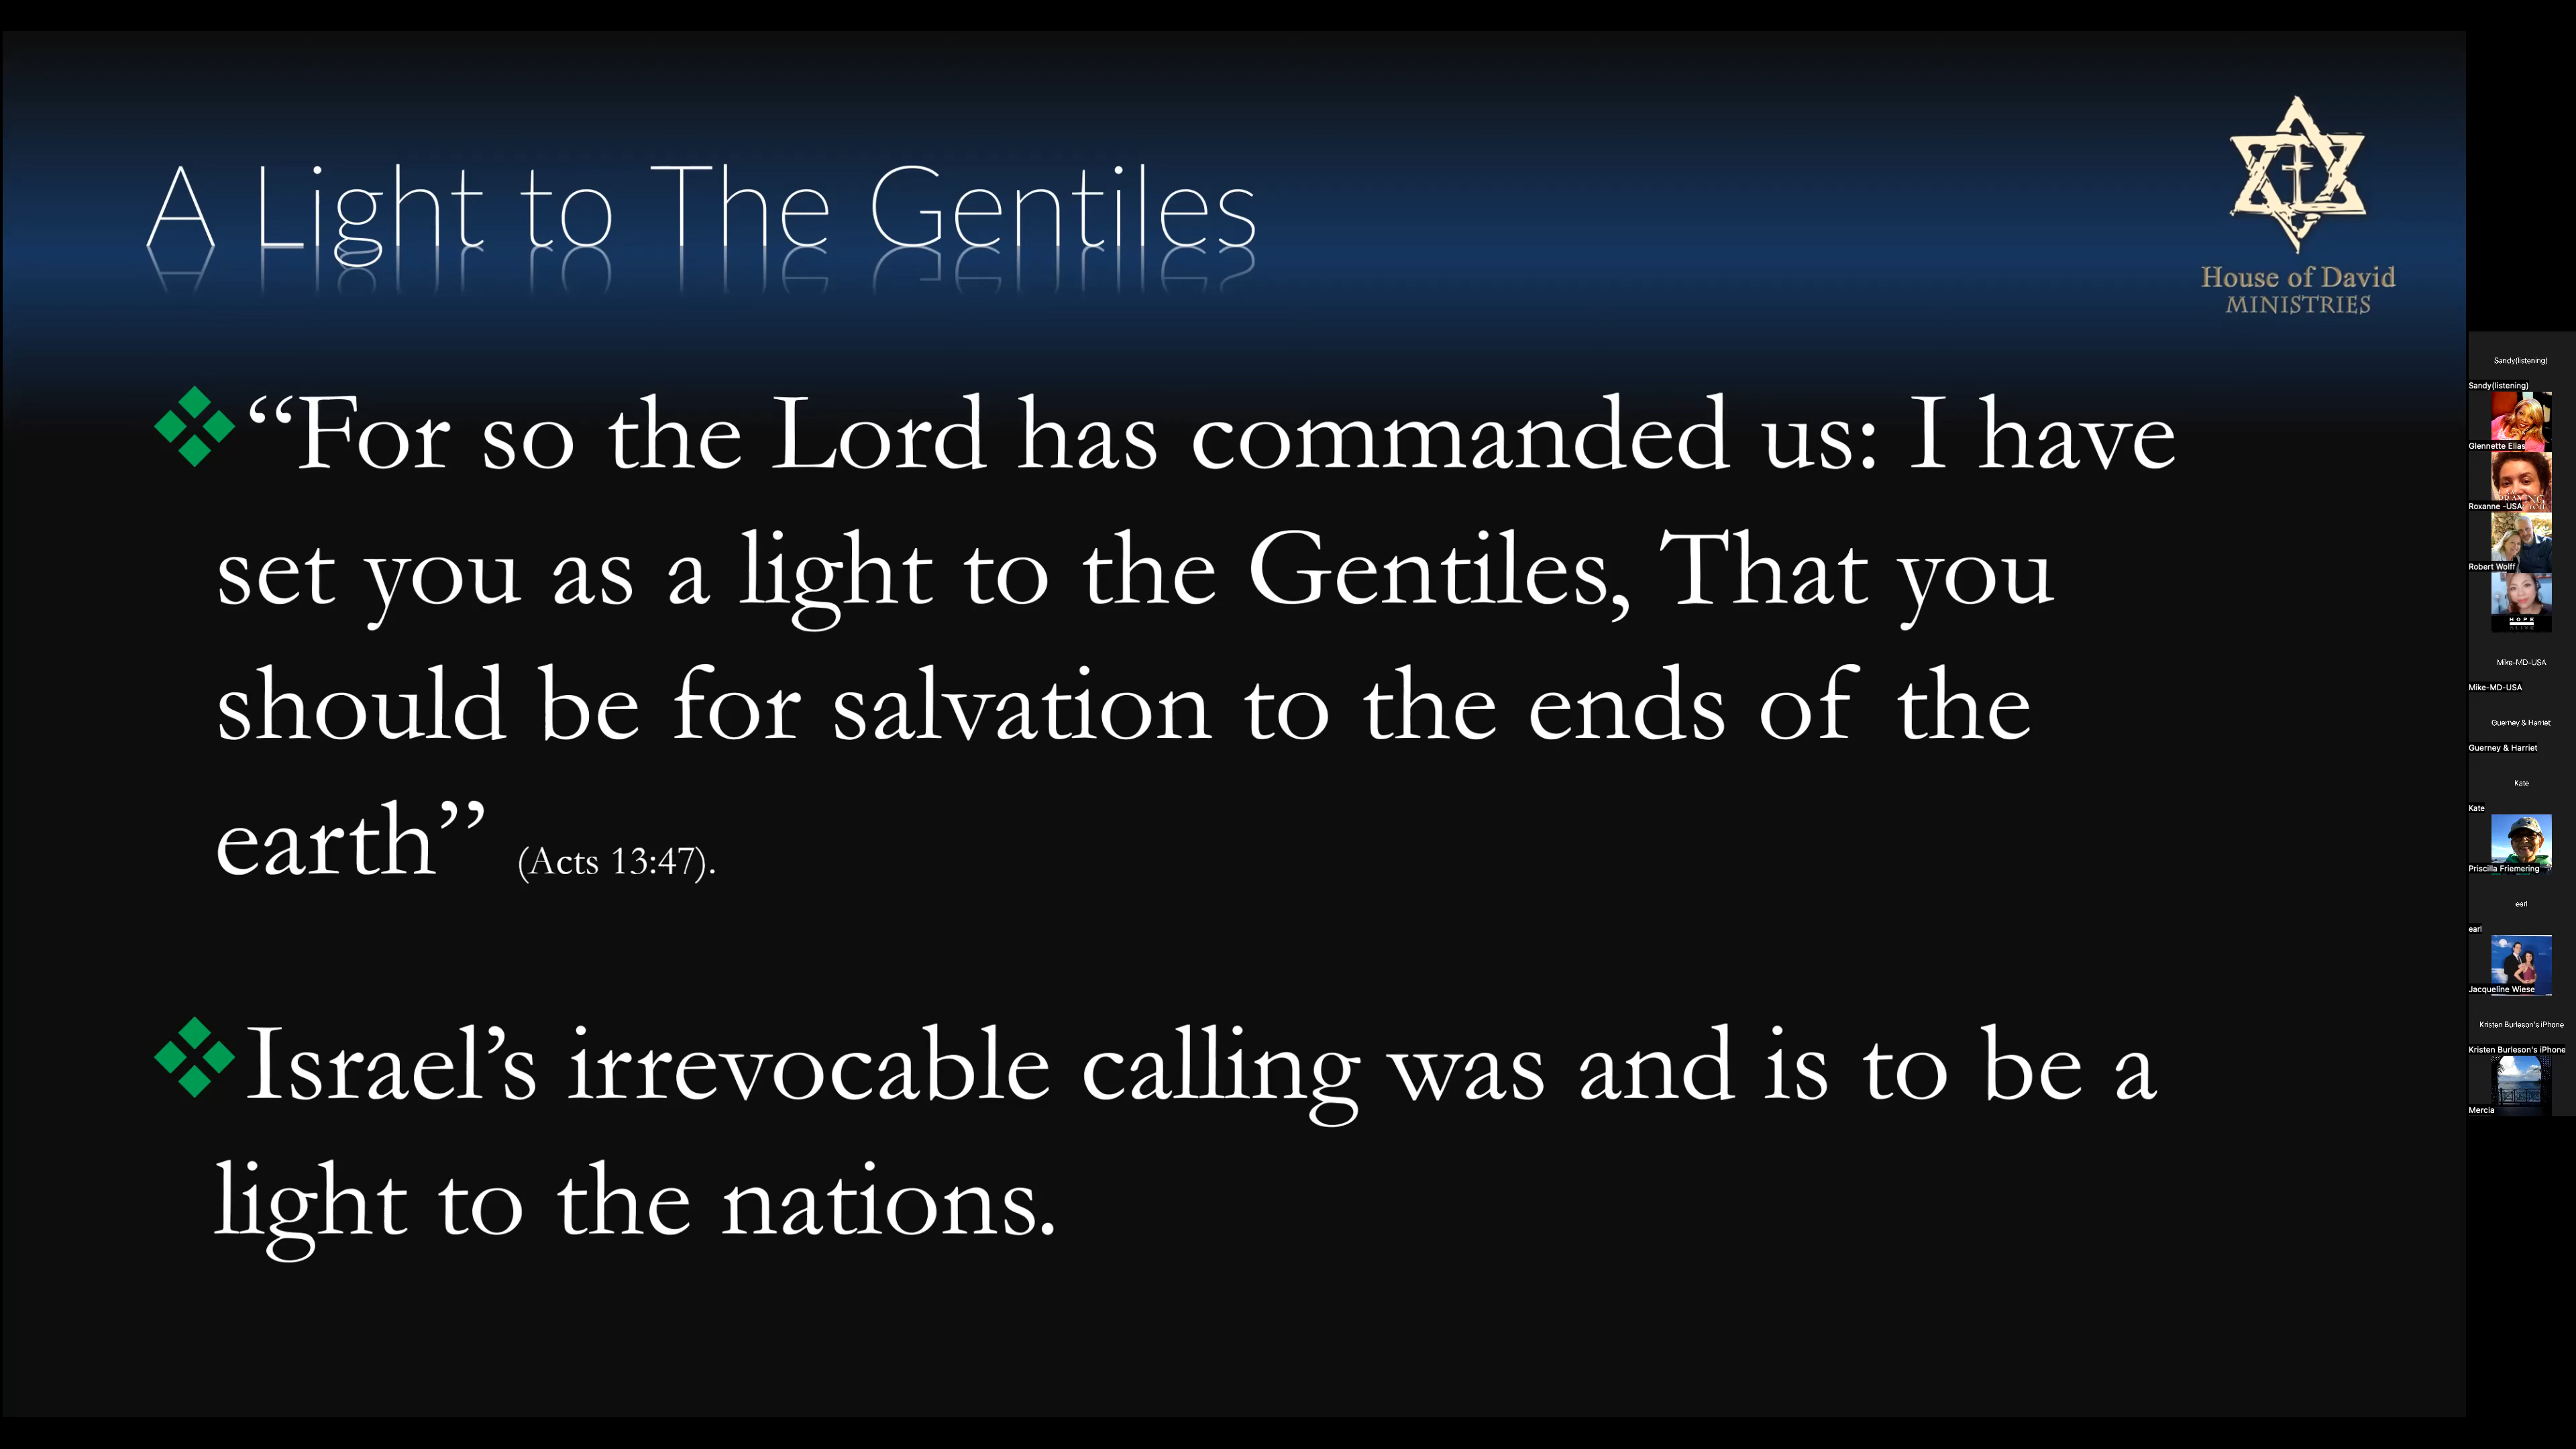 A Light to The Gentiles
House of David
MINISTRIES
“For so the Lord has commanded us: I have
set you as a light to the Gentiles, That you
should be for salvation to the ends of the
earth” (Acts 13:47).
Israel’s irrevocable calling was and is to be a
light to the nations.
Sandy(listening)
Sandy(listening)
Glennette Elias
Roxanne -USA
Robert Wolff
HOPE
Mike-MD-USA
Mike-MD-USA
Guerney & Harriet
Guerney & Harriet
Kate
Kate
Priscilla Friemering
earl
earl
Jacqueline Wiese
Kristen Burleson's iPhone
Kristen Burleson's iPhone
Mercia